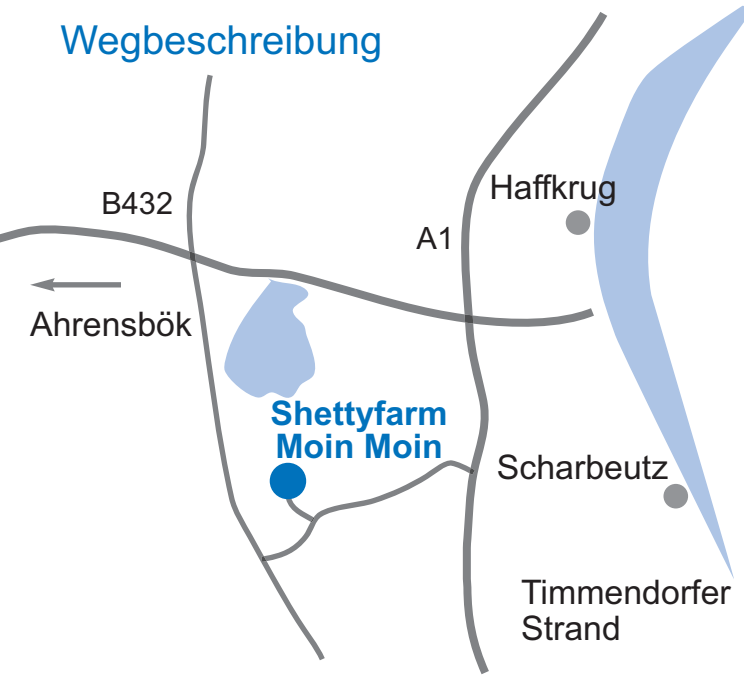 Wegbeschreibung
Haffkrug
B432
A1
Ahrensbök
Shettyfarm
Moin Moin
Scharbeutz
Timmendorfer
Strand